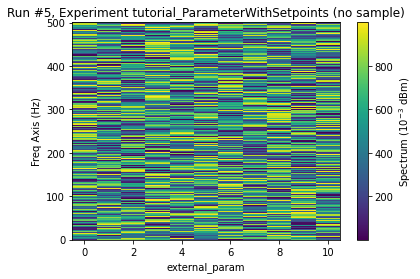 Run #5, Experiment tutorial_ParameterWithSetpoints (no sample)
500
400
300
200
100
0
Freq Axis (Hz)
0 2 4 6 8 10
external_param
800
600
400
200
Spectrum (10⁻³ dBm)